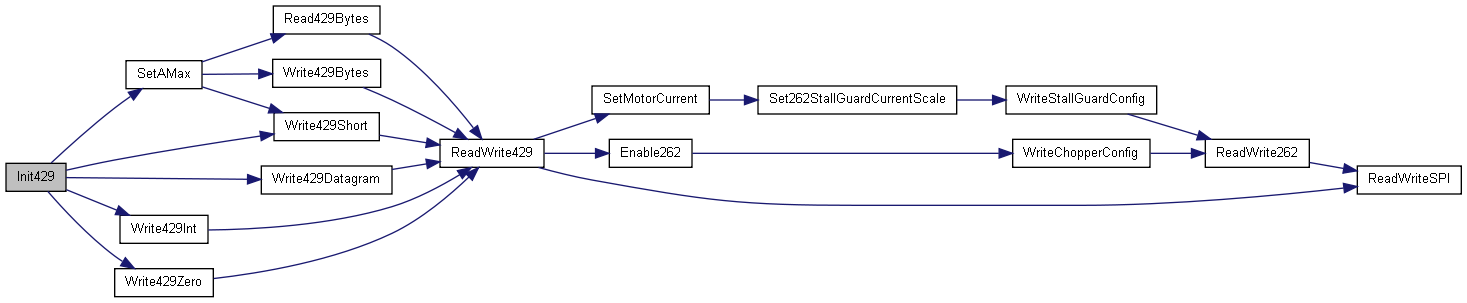 Init429
SetAMax
Read429Bytes
Write429Bytes
Write429Short
Write429Datagram
Write429Int
Write429Zero
ReadWrite429
SetMotorCurrent
Enable262
Set262StallGuardCurrentScale
WriteStallGuardConfig
WriteChopperConfig
ReadWrite262
ReadWriteSPI